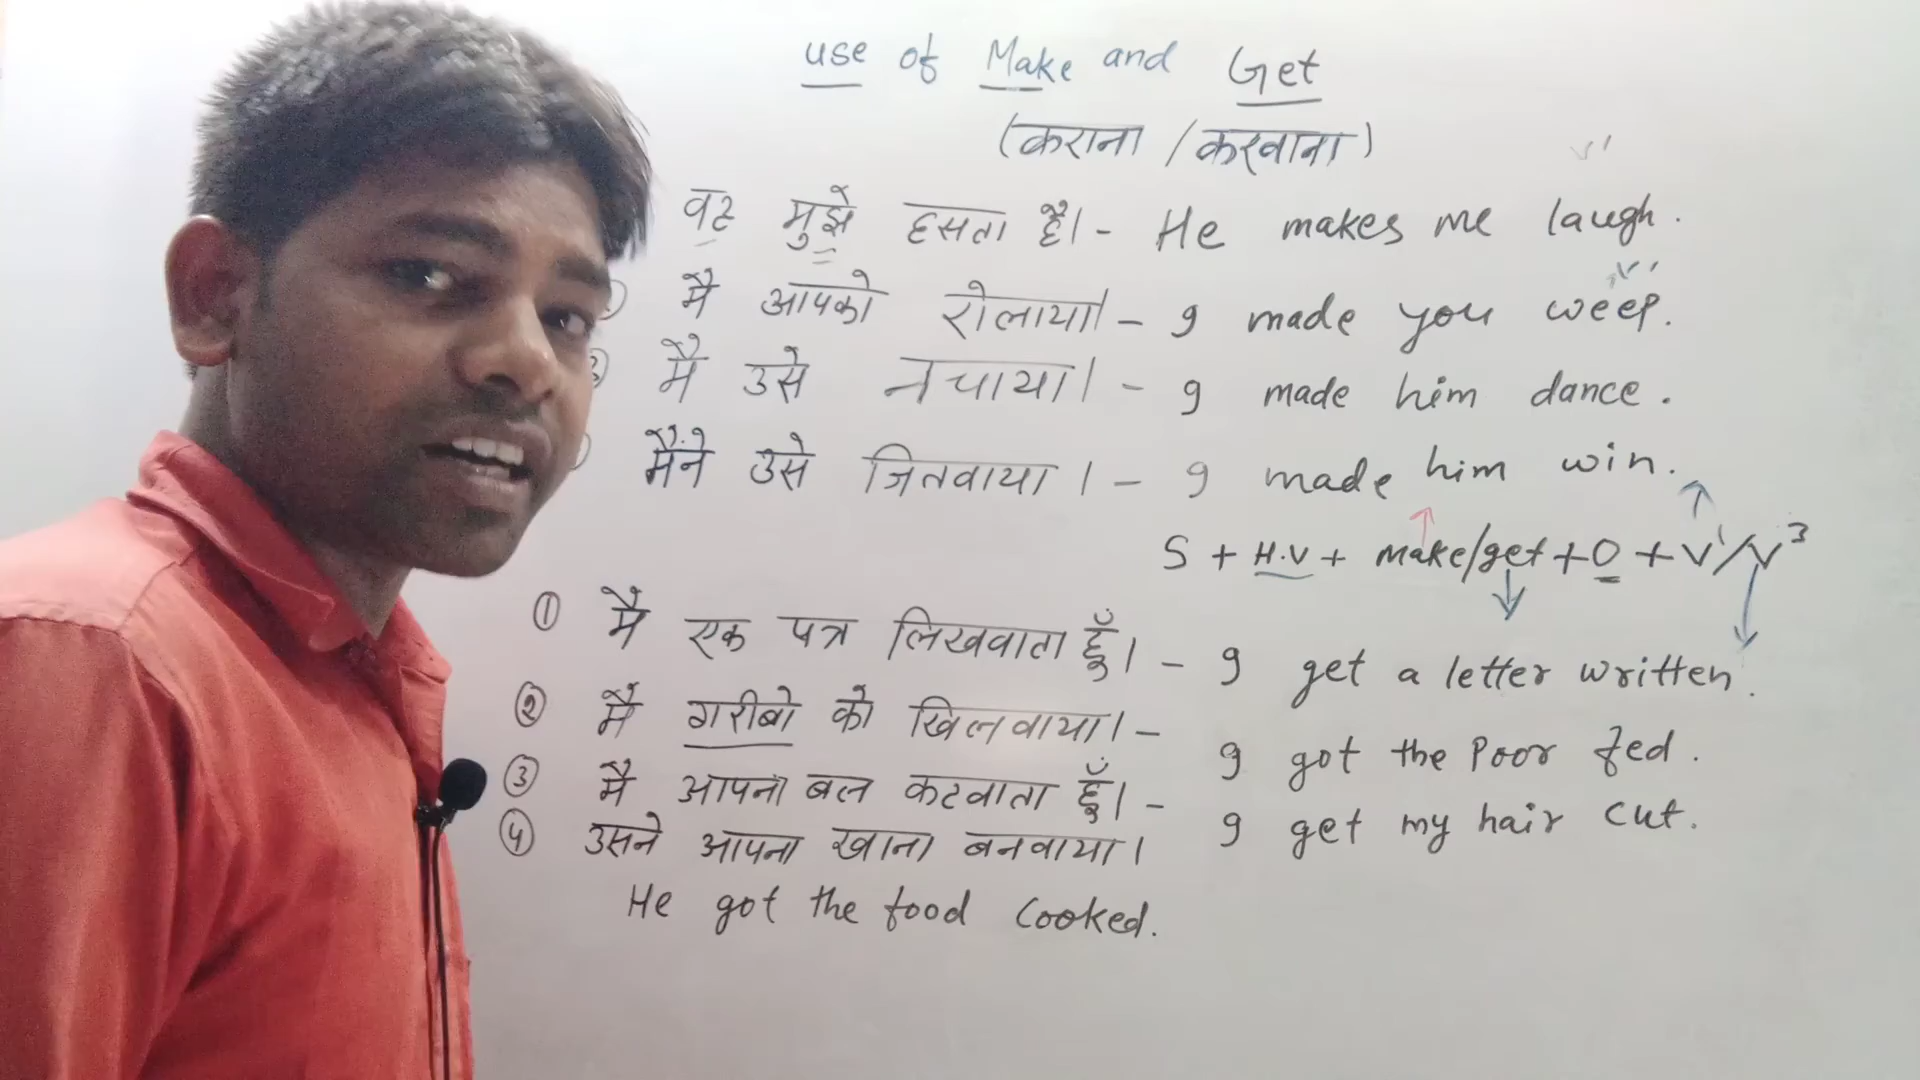 use of Make and Get
(कराना / करवाना)
वह मुझे हसता है। - He makes me laugh.
मै आपको रोलाया। - I made you weep.
मै उसे नचाया। - I made him dance.
मैंने उसे जितवाया। - I made him win.
S + H.V + make/get + O + V¹/V³
① मै एक पत्र लिखवाता हूँ। - I get a letter written.
② मै गरीबो को खिलवाया। - I got the Poor fed.
③ मै आपना बल कटवाता हूँ। - I get my hair cut.
④ उसने आपना खाना बनवाया।
He got the food Cooked.